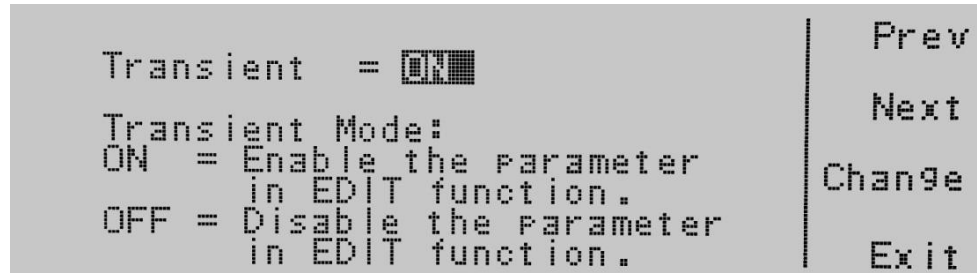 Transient = ON
Transient Mode:
ON = Enable the parameter
in EDIT function.
OFF = Disable the parameter
in EDIT function.
Prev
Next
Change
Exit